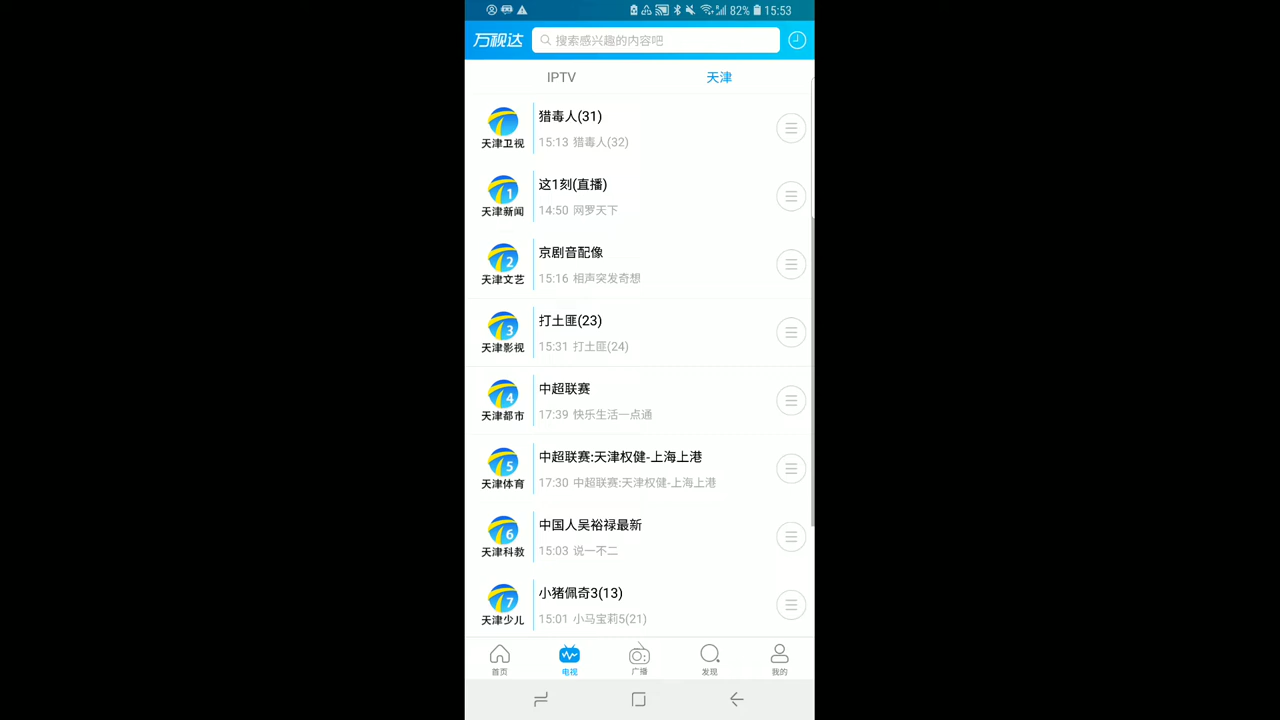 82% 15:53
万视达 搜索感兴趣的内容吧
IPTV 天津
猎毒人(31)
天津卫视 15:13 猎毒人(32)
这1刻(直播)
1
天津新闻 14:50 网罗天下
京剧音配像
2
天津文艺 15:16 相声突发奇想
打土匪(23)
3
天津影视 15:31 打土匪(24)
中超联赛
4
天津都市 17:39 快乐生活一点通
中超联赛:天津权健-上海上港
5
天津体育 17:30 中超联赛:天津权健-上海上港
中国人吴裕禄最新
6
天津科教 15:03 说一不二
小猪佩奇3(13)
7
天津少儿 15:01 小马宝莉5(21)
首页 电视 广播 发现 我的